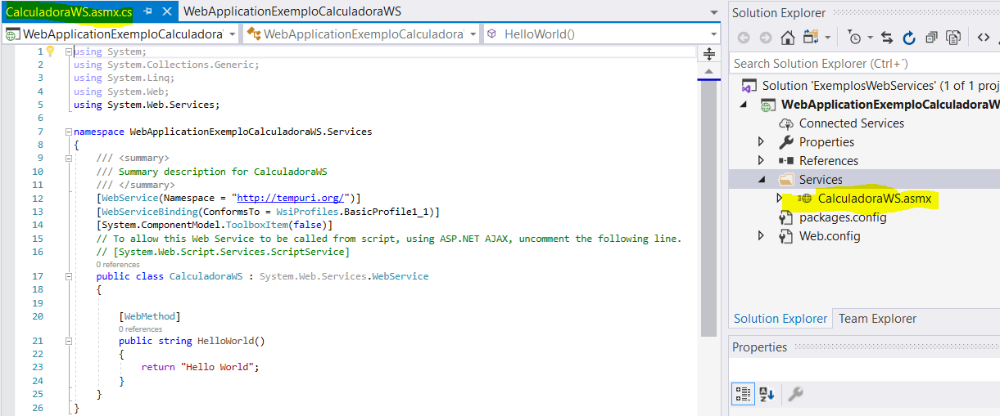 CalculadoraWS.asmx.cs
WebApplicationExemploCalculadoraWS
WebApplicationExemploCalculadora
WebApplicationExemploCalculadora
HelloWorld()
1 using System;
2 using System.Collections.Generic;
3 using System.Linq;
4 using System.Web;
5 using System.Web.Services;
6
7 namespace WebApplicationExemploCalculadoraWS.Services
8 {
9 /// <summary>
10 /// Summary description for CalculadoraWS
11 /// </summary>
12 [WebService(Namespace = "http://tempuri.org/")]
13 [WebServiceBinding(ConformsTo = WsiProfiles.BasicProfile1_1)]
14 [System.ComponentModel.ToolboxItem(false)]
15 // To allow this Web Service to be called from script, using ASP.NET AJAX, uncomment the following line.
16 // [System.Web.Script.Services.ScriptService]
0 references
17 public class CalculadoraWS : System.Web.Services.WebService
18 {
19
20 [WebMethod]
0 references
21 public string HelloWorld()
22 {
23 return "Hello World";
24 }
25 }
26 }
Solution Explorer
Search Solution Explorer (Ctrl+´)
Solution 'ExemplosWebServices' (1 of 1 proj
WebApplicationExemploCalculadoraW
Connected Services
Properties
References
Services
CalculadoraWS.asmx
packages.config
Web.config
Solution Explorer
Team Explorer
Properties